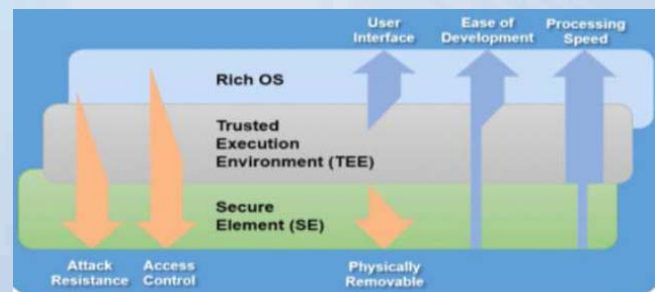 User
Interface
Ease of
Development
Processing
Speed
Rich OS
Trusted
Execution
Environment (TEE)
Secure
Element (SE)
Attack
Resistance
Access
Control
Physically
Removable